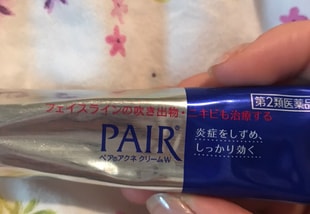 フェイスラインの吹き出物・ニキビも治療する
第2類医薬
PAIR
ペア®アクネ クリームW
炎症をしずめ、
しっかり効く